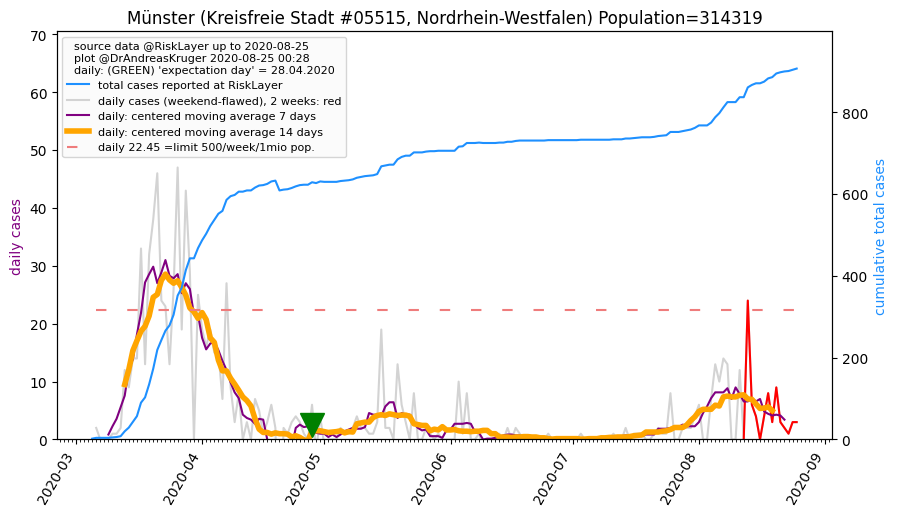 Münster (Kreisfreie Stadt #05515, Nordrhein-Westfalen) Population=314319
source data @RiskLayer up to 2020-08-25
plot @DrAndreasKruger 2020-08-25 00:28
daily: (GREEN) 'expectation day' = 28.04.2020
total cases reported at RiskLayer
daily cases (weekend-flawed), 2 weeks: red
daily: centered moving average 7 days
daily: centered moving average 14 days
daily 22.45 =limit 500/week/1mio pop.
daily cases
70
60
50
40
30
20
10
0
cumulative total cases
800
600
400
200
0
2020-03
2020-04
2020-05
2020-06
2020-07
2020-08
2020-09